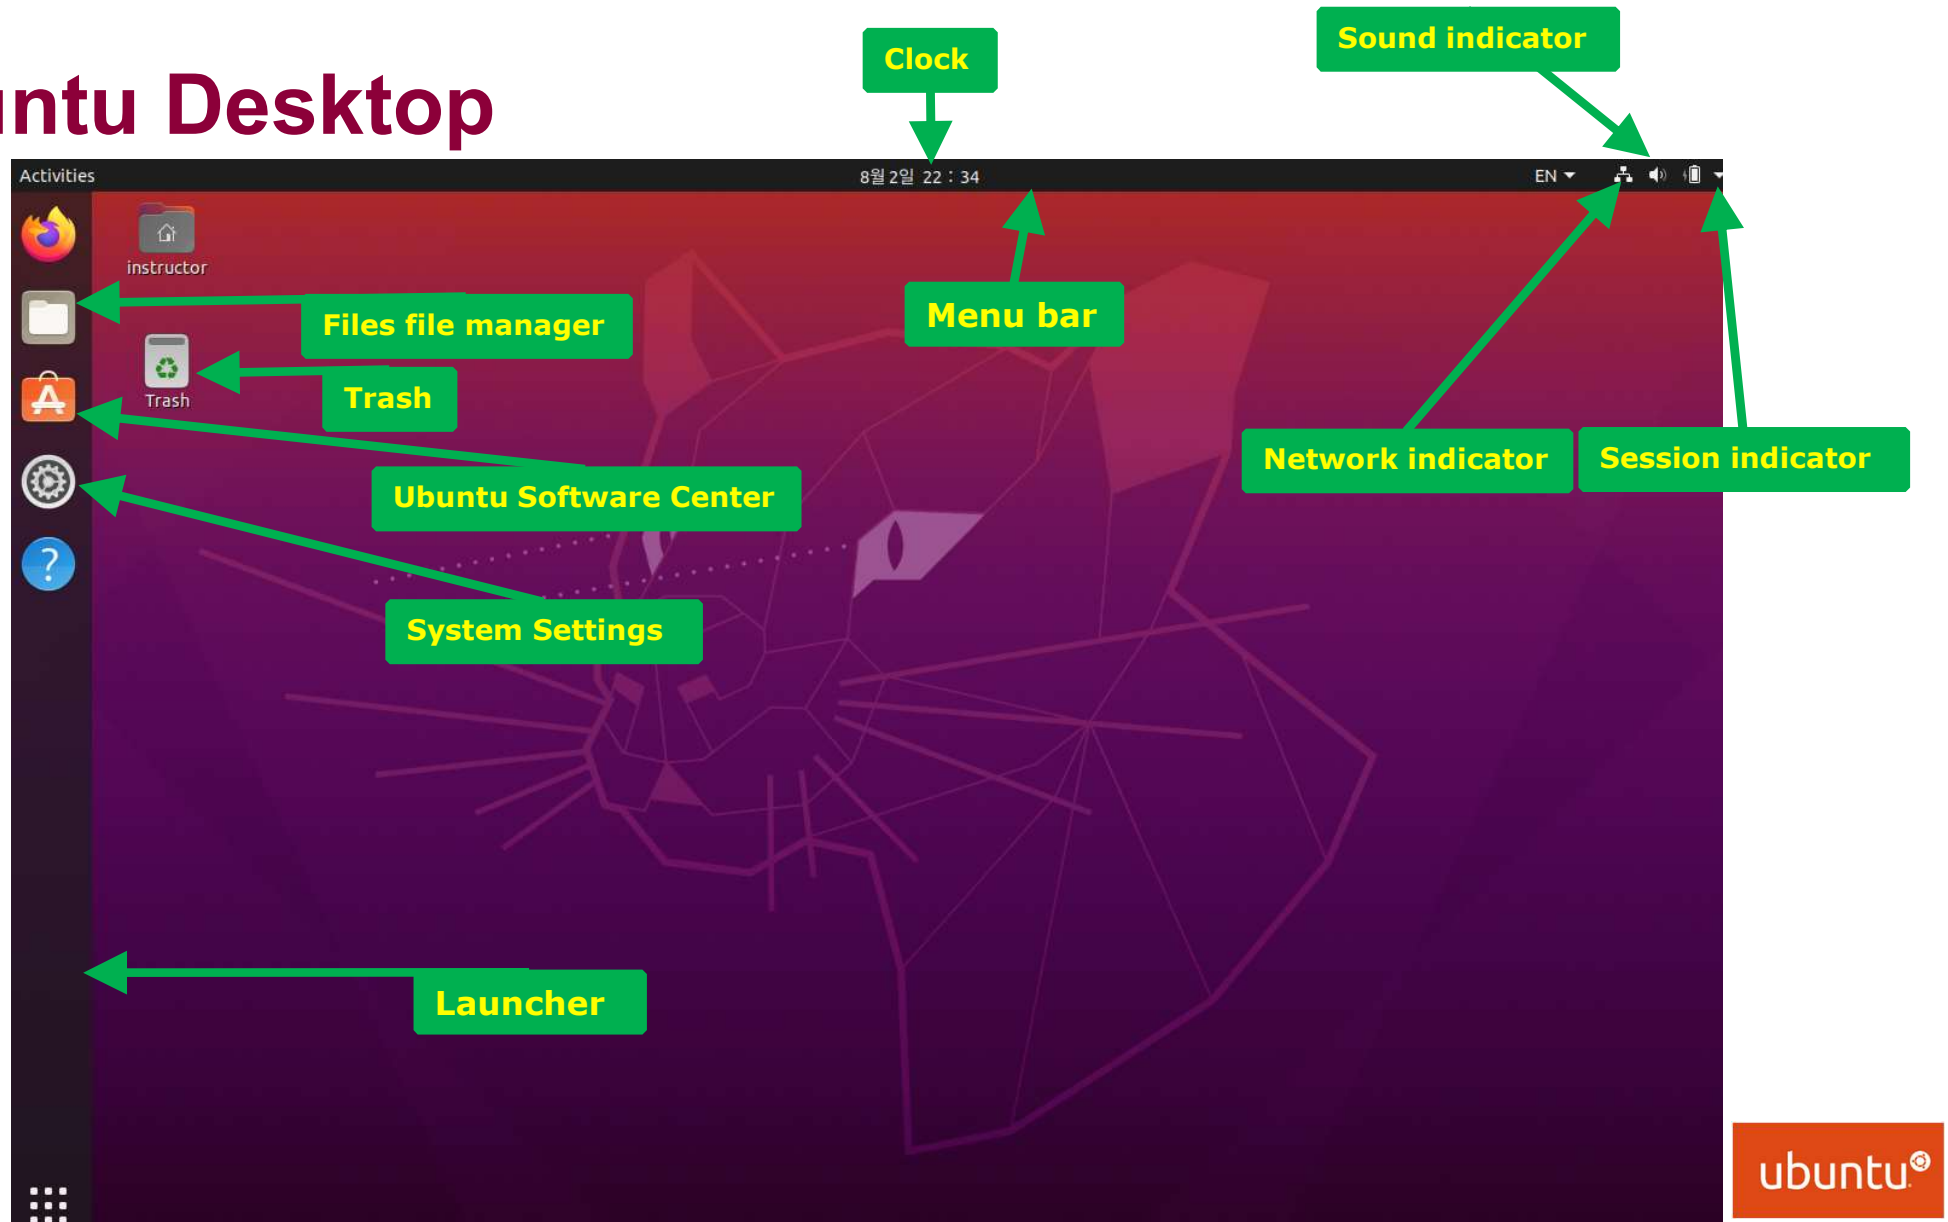 Clock
Sound indicator
untu Desktop
Activities
8월 2일 22 : 34
EN
instructor
Files file manager
Menu bar
Trash
Trash
Network indicator
Session indicator
Ubuntu Software Center
System Settings
Launcher
ubuntu